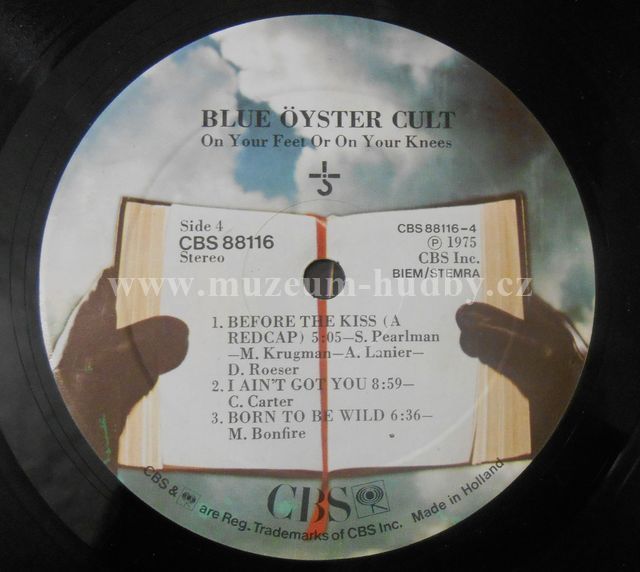 BLUE ÖYSTER CULT
On Your Feet Or On Your Knees
Side 4
CBS 88116
Stereo
CBS 88116-4
Ⓟ 1975
CBS Inc.
BIEM/STEMRA
www.muzeum-hudby.cz
1. BEFORE THE KISS (A
REDCAP) 5:05—S. Pearlman
—M. Krugman—A. Lanier—
D. Roeser
2. I AIN'T GOT YOU 8:59—
C. Carter
3. BORN TO BE WILD 6:36—
M. Bonfire
CBS
CBS & are Reg. Trademarks of CBS Inc. Made in Holland